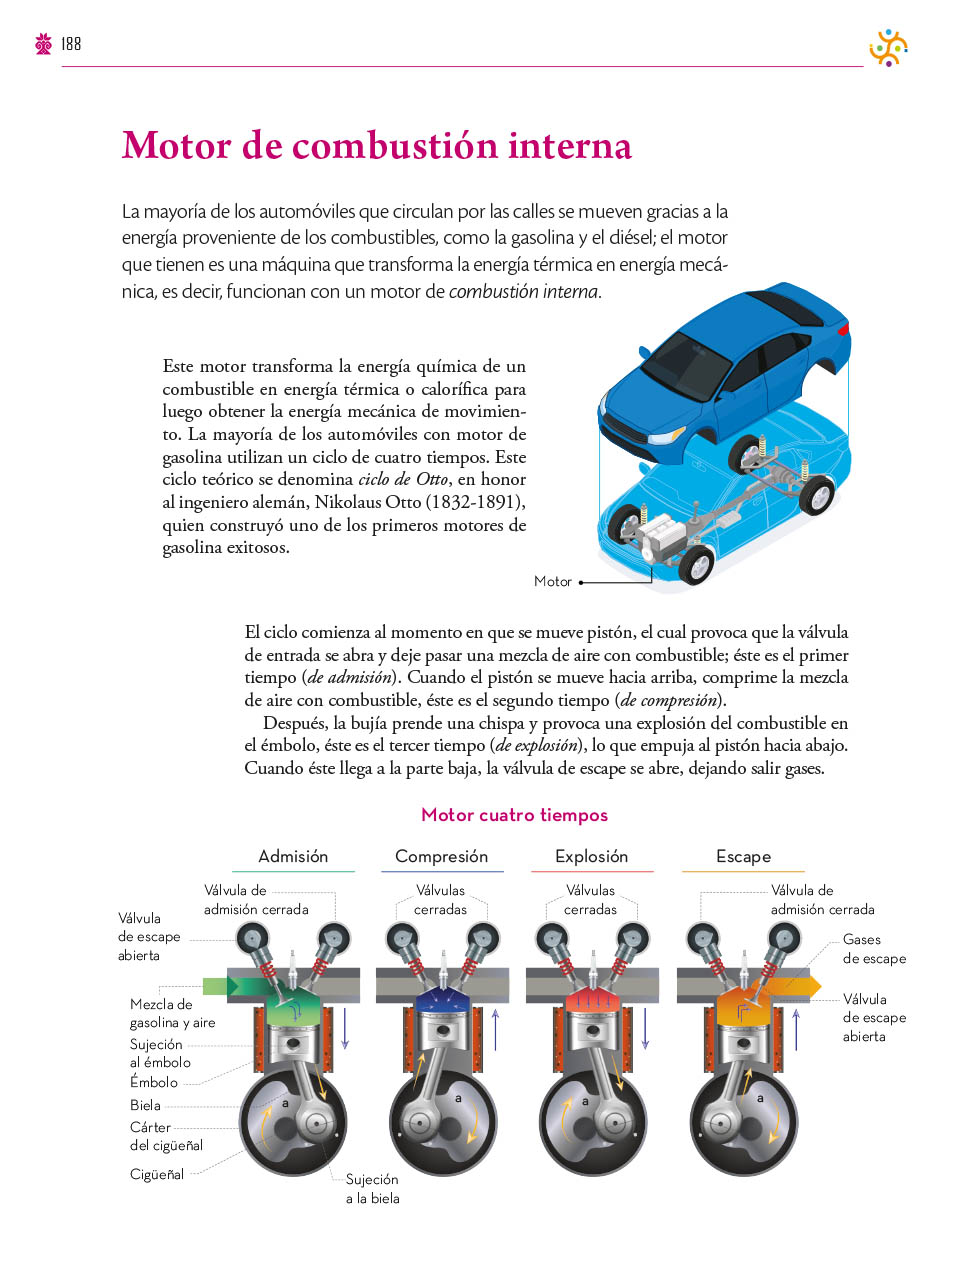 188
Motor de combustión interna
La mayoría de los automóviles que circulan por las calles se mueven gracias a la
energía proveniente de los combustibles, como la gasolina y el diésel; el motor
que tienen es una máquina que transforma la energía térmica en energía mecá-
nica, es decir, funcionan con un motor de combustión interna.
Este motor transforma la energía química de un
combustible en energía térmica o calorífica para
luego obtener la energía mecánica de movimien-
to. La mayoría de los automóviles con motor de
gasolina utilizan un ciclo de cuatro tiempos. Este
ciclo teórico se denomina ciclo de Otto, en honor
al ingeniero alemán, Nikolaus Otto (1832-1891),
quien construyó uno de los primeros motores de
gasolina exitosos.
Motor
El ciclo comienza al momento en que se mueve pistón, el cual provoca que la válvula
de entrada se abra y deje pasar una mezcla de aire con combustible; éste es el primer
tiempo (de admisión). Cuando el pistón se mueve hacia arriba, comprime la mezcla
de aire con combustible, éste es el segundo tiempo (de compresión).
Después, la bujía prende una chispa y provoca una explosión del combustible en
el émbolo, éste es el tercer tiempo (de explosión), lo que empuja al pistón hacia abajo.
Cuando éste llega a la parte baja, la válvula de escape se abre, dejando salir gases.
Motor cuatro tiempos
Admisión
Válvula de
admisión cerrada
Válvula
de escape
abierta
Mezcla de
gasolina y aire
Sujeción
al émbolo
Émbolo
Biela
Cárter
del cigüeñal
Cigüeñal
a
Sujeción
a la biela
Compresión
Válvulas
cerradas
a
Explosión
Válvulas
cerradas
a
Escape
Válvula de
admisión cerrada
Gases
de escape
Válvula
de escape
abierta
a